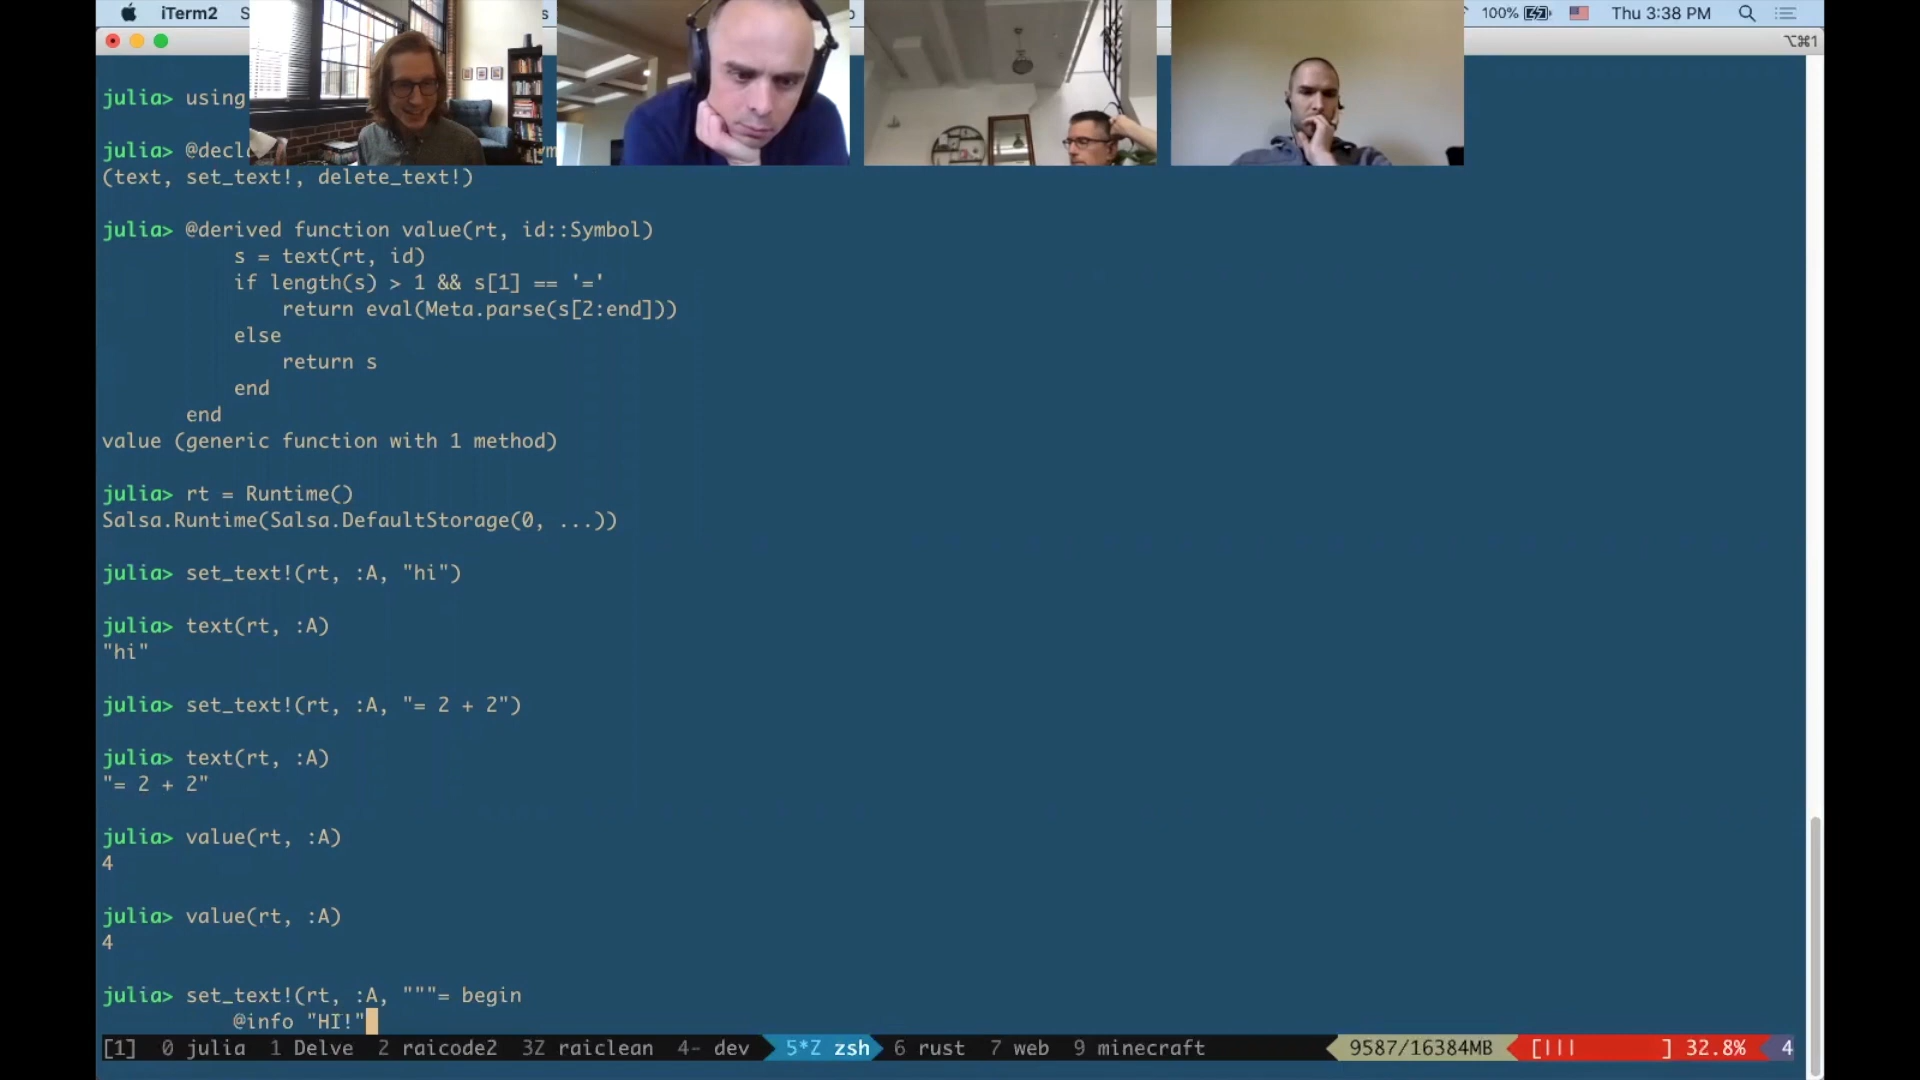 iTerm2
100%
Thu 3:38 PM
⌥⌘1
julia> using
julia> @decl
(text, set_text!, delete_text!)
julia> @derived function value(rt, id::Symbol)
s = text(rt, id)
if length(s) > 1 && s[1] == '='
return eval(Meta.parse(s[2:end]))
else
return s
end
end
value (generic function with 1 method)
julia> rt = Runtime()
Salsa.Runtime(Salsa.DefaultStorage(0, ...))
julia> set_text!(rt, :A, "hi")
julia> text(rt, :A)
"hi"
julia> set_text!(rt, :A, "= 2 + 2")
julia> text(rt, :A)
"= 2 + 2"
julia> value(rt, :A)
4
julia> value(rt, :A)
4
julia> set_text!(rt, :A, """= begin
@info "HI!"
[1] 0 julia 1 Delve 2 raicode2 3Z raiclean 4- dev 5*Z zsh 6 rust 7 web 9 minecraft 9587/16384MB [||| ] 32.8% 4